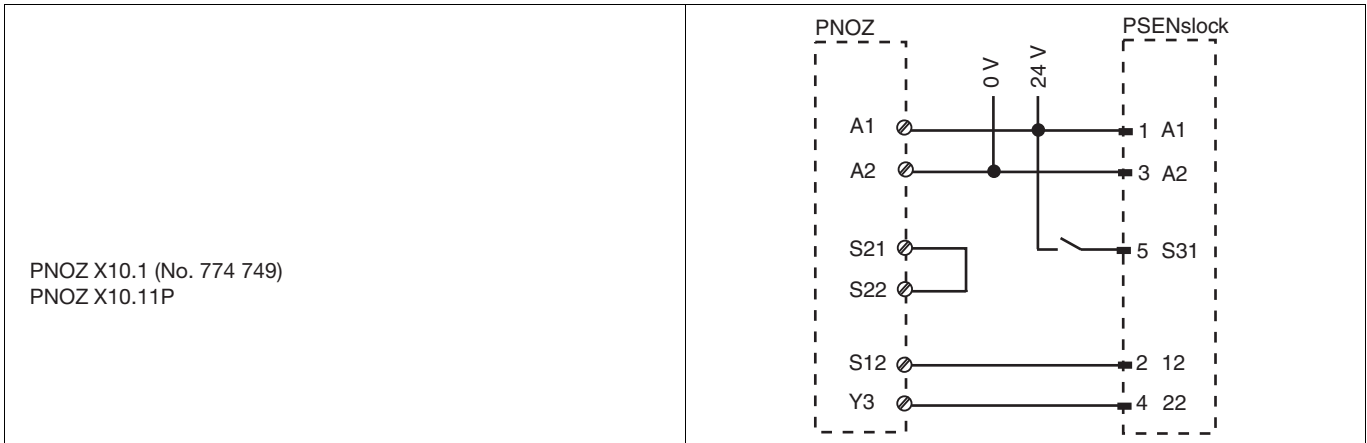 PNOZ X10.1 (No. 774 749)
PNOZ X10.11P
PNOZ
PSENslock
0 V
24 V
A1
1 A1
A2
3 A2
S21
5 S31
S22
S12
2 12
Y3
4 22